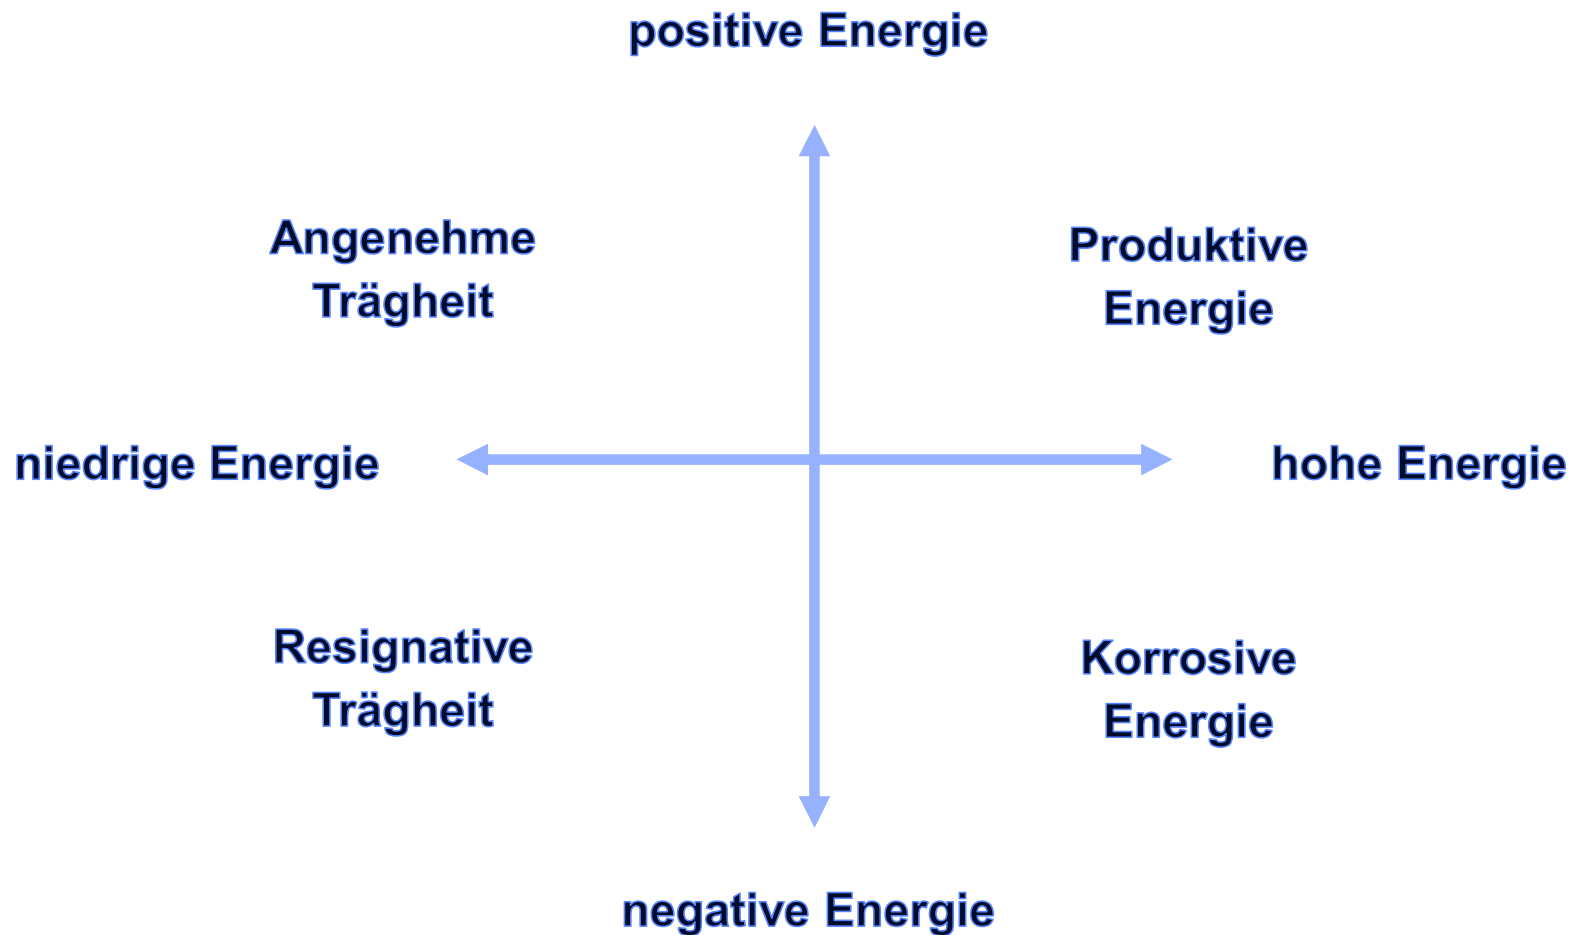 positive Energie
Angenehme
Trägheit
Produktive
Energie
niedrige Energie
hohe Energie
Resignative
Trägheit
Korrosive
Energie
negative Energie